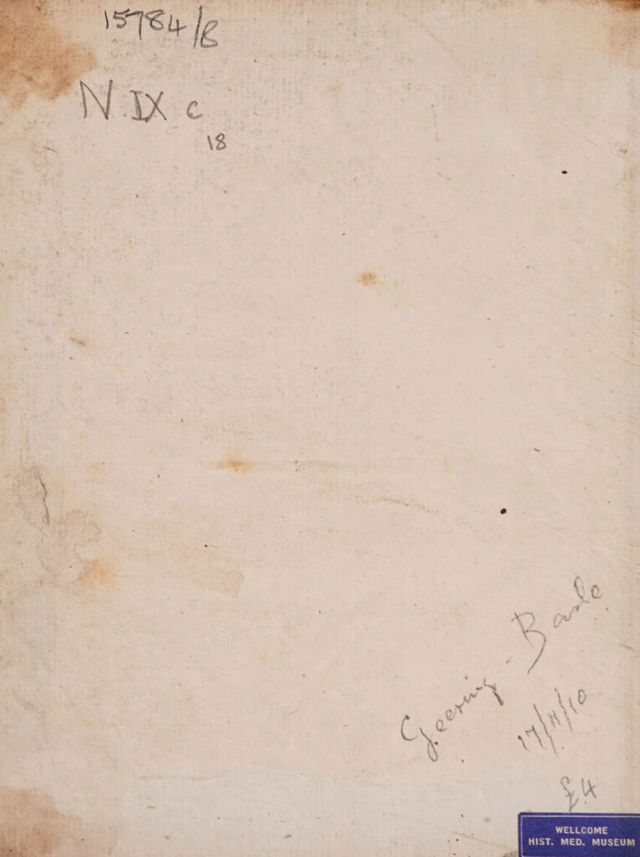 15784/B
N.IX c
18
Geering - Basle
17/11/10
£4
WELLCOME
HIST. MED. MUSEUM